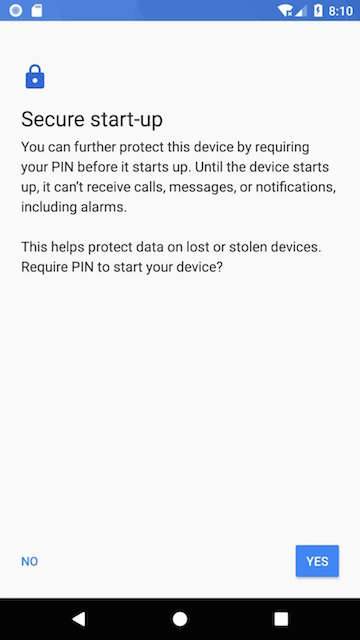 8:10
Secure start-up
You can further protect this device by requiring
your PIN before it starts up. Until the device starts
up, it can't receive calls, messages, or notifications,
including alarms.
This helps protect data on lost or stolen devices.
Require PIN to start your device?
NO
YES